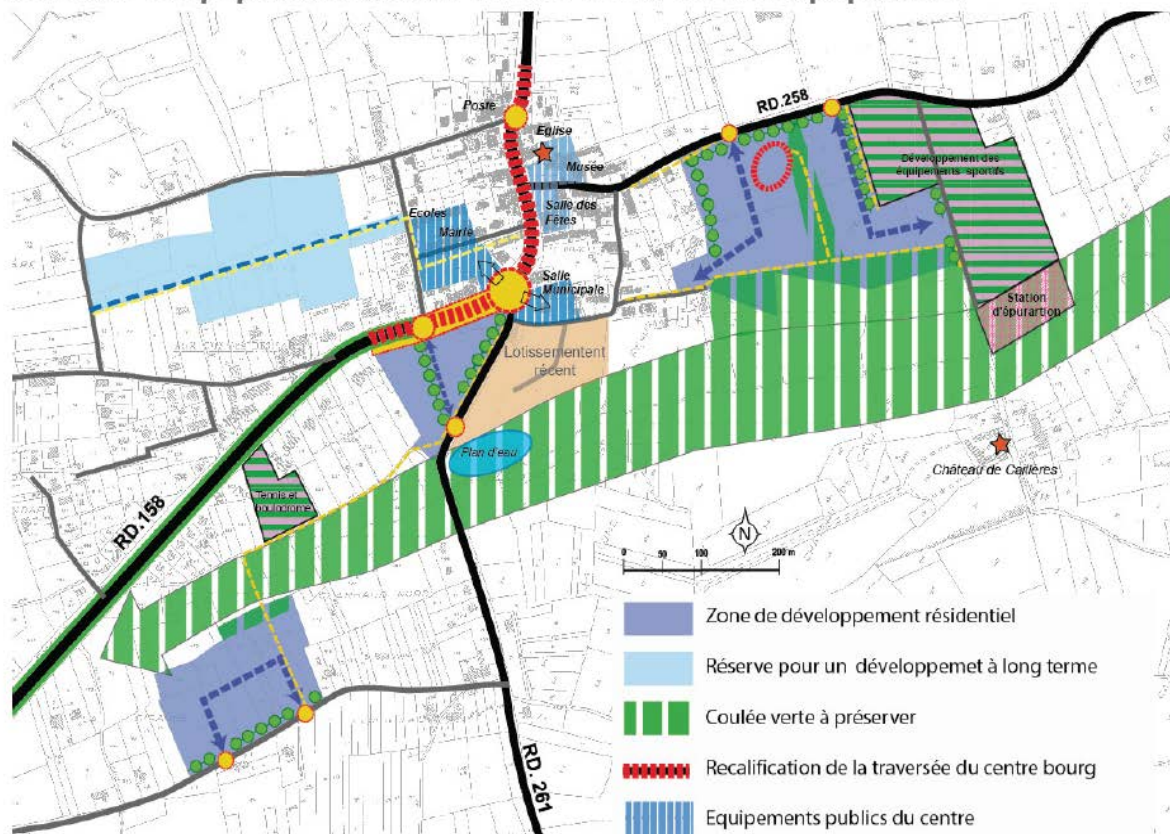 RD.258
Poste
Eglise
Musée
Développement des
équipements sportifs
Ecoles
Mairie
Salle des
Fêtes
Salle
Municipale
Station
d'épurartion
Lotissementent
récent
Plan d'eau
Château de Caillères
Tennis et
boulodrome
RD.158
N
0 50 100 200 m
RD. 261
Zone de développement résidentiel
Réserve pour un développemet à long terme
Coulée verte à préserver
Recalification de la traversée du centre bourg
Equipements publics du centre